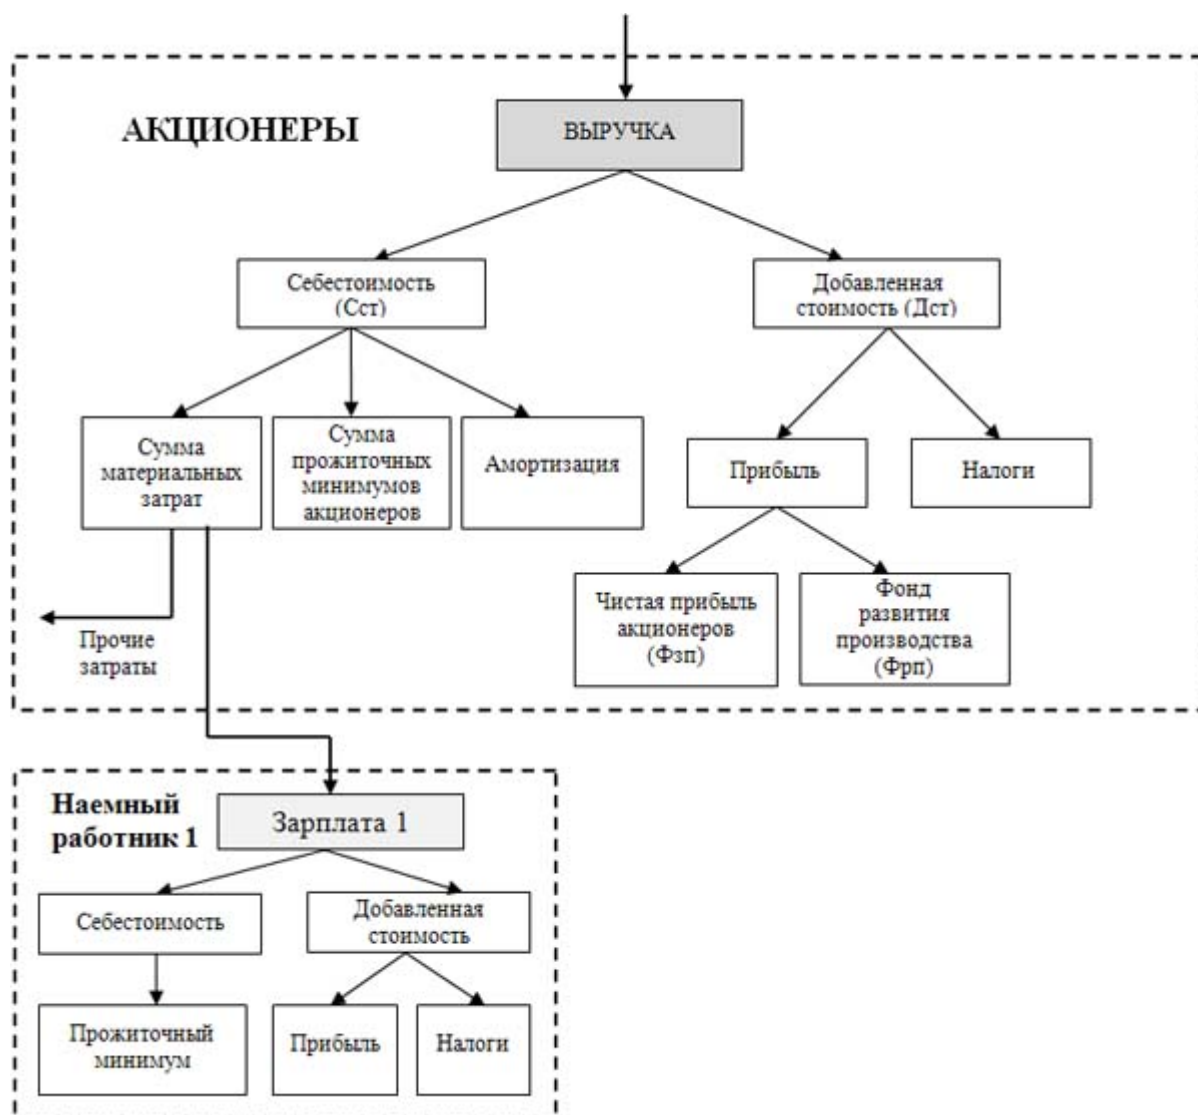 АКЦИОНЕРЫ
ВЫРУЧКА
Себестоимость
(Сст)
Добавленная
стоимость (Дст)
Сумма
материальных
затрат
Сумма
прожиточных
минимумов
акционеров
Амортизация
Прибыль
Налоги
Чистая прибыль
акционеров
(Фзп)
Фонд
развития
производства
(Фрп)
Прочие
затраты
Наемный
работник 1
Зарплата 1
Себестоимость
Добавленная
стоимость
Прожиточный
минимум
Прибыль
Налоги